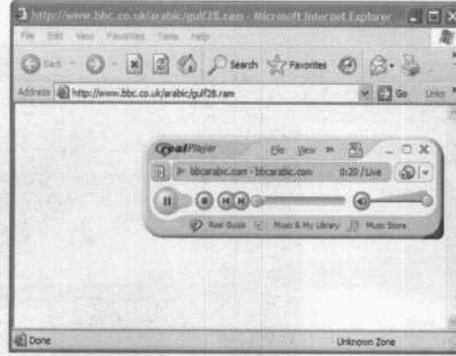 http://www.bbc.co.uk/arabic/gulf28.ram - Microsoft Internet Explorer
File Edit View Favorites Tools Help
Back Search Favorites
Address http://www.bbc.co.uk/arabic/gulf28.ram Go Links
RealPlayer File View
bbcarabic.com - bbcarabic.com 0:20 / Live
Real Guide Music & My Library Music Store
Done Unknown Zone